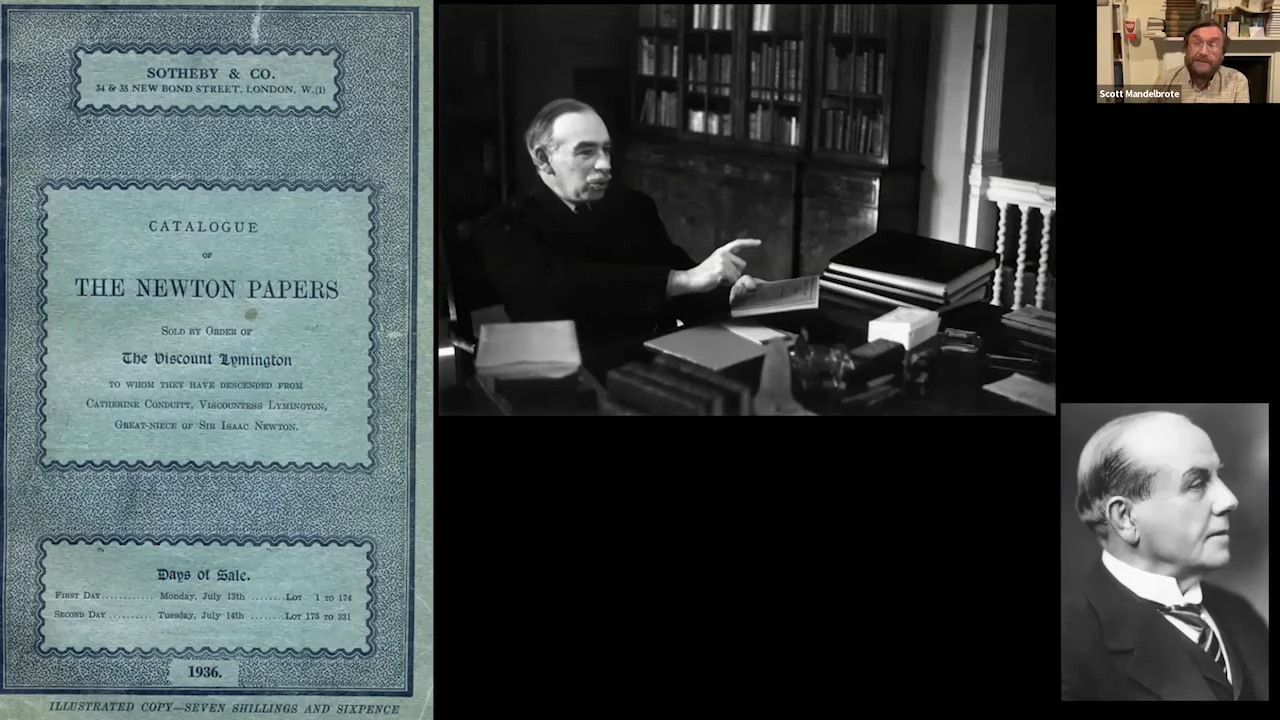 SOTHEBY & CO.
34 & 35 NEW BOND STREET, LONDON, W.(1)
CATALOGUE
OF
THE NEWTON PAPERS
SOLD BY ORDER OF
The Viscount Lymington
TO WHOM THEY HAVE DESCENDED FROM
CATHERINE CONDUITT, VISCOUNTESS LYMINGTON,
GREAT-NIECE OF SIR ISAAC NEWTON.
Days of Sale.
FIRST DAY............ Monday, July 13th ........LOT 1 TO 174
SECOND DAY .......... Tuesday, July 14th .......LOT 175 TO 331
1936.
ILLUSTRATED COPY—SEVEN SHILLINGS AND SIXPENCE
Scott Mandelbrote